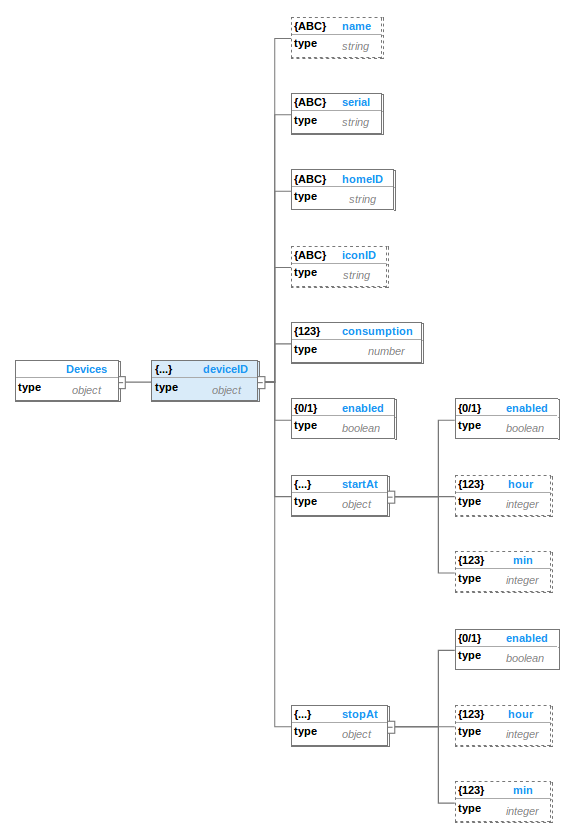 {ABC} name
type string
{ABC} serial
type string
{ABC} homeID
type string
{ABC} iconID
type string
{123} consumption
type number
Devices
type object
{...} deviceID
type object
{0/1} enabled
type boolean
{...} startAt
type object
{0/1} enabled
type boolean
{123} hour
type integer
{123} min
type integer
{...} stopAt
type object
{0/1} enabled
type boolean
{123} hour
type integer
{123} min
type integer